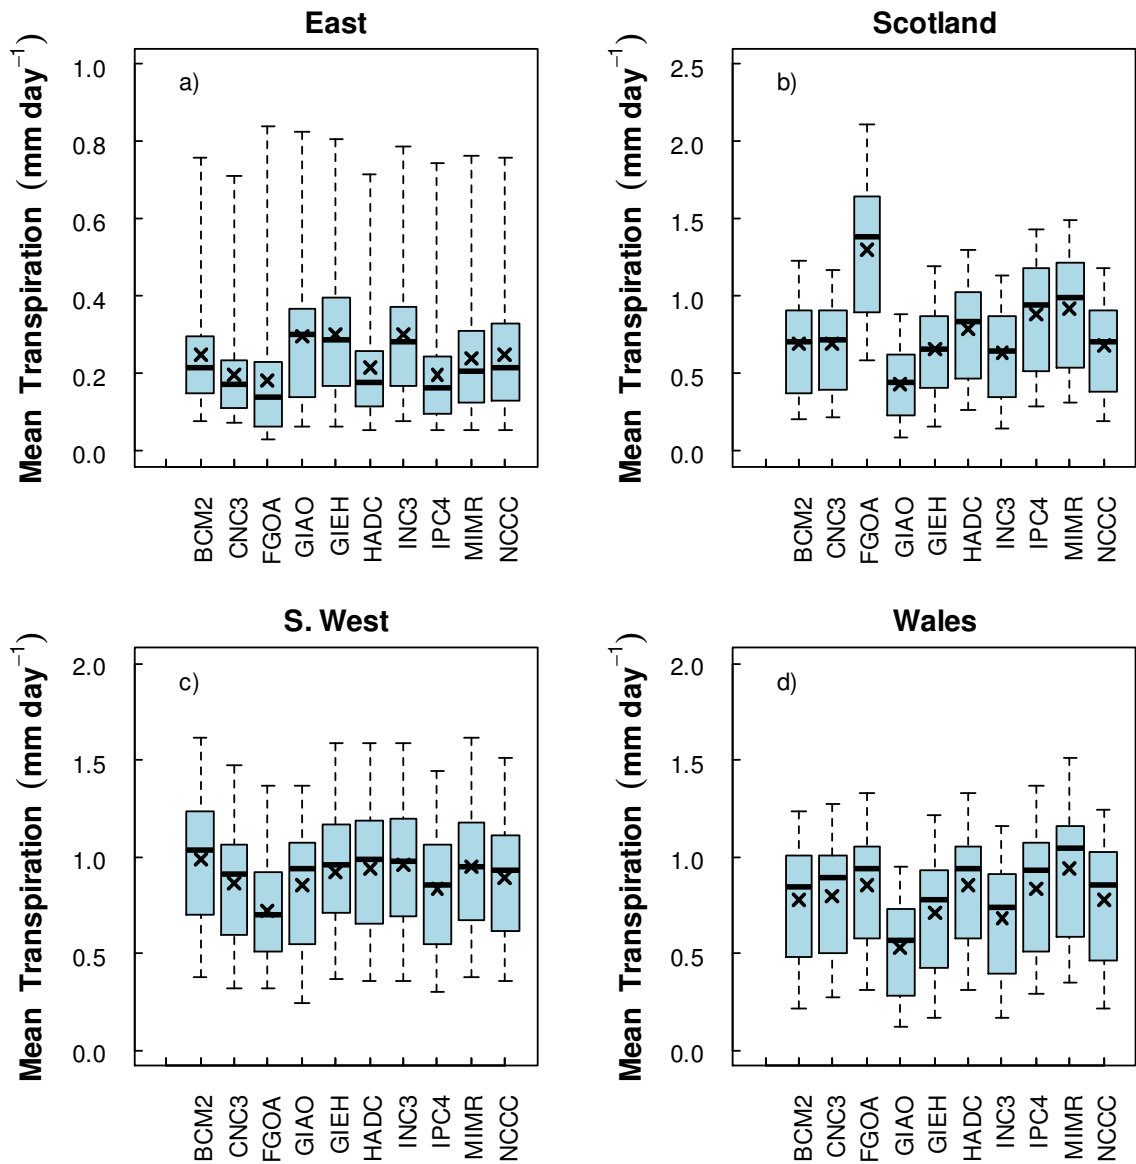 East
Mean Transpiration (mm day⁻¹)
a)
1.0
0.8
0.6
0.4
0.2
0.0
BCM2
CNC3
FGOA
GIAO
GIEH
HADC
INC3
IPC4
MIMR
NCCC
Scotland
Mean Transpiration (mm day⁻¹)
b)
2.5
2.0
1.5
1.0
0.5
0.0
BCM2
CNC3
FGOA
GIAO
GIEH
HADC
INC3
IPC4
MIMR
NCCC
S. West
Mean Transpiration (mm day⁻¹)
c)
2.0
1.5
1.0
0.5
0.0
BCM2
CNC3
FGOA
GIAO
GIEH
HADC
INC3
IPC4
MIMR
NCCC
Wales
Mean Transpiration (mm day⁻¹)
d)
2.0
1.5
1.0
0.5
0.0
BCM2
CNC3
FGOA
GIAO
GIEH
HADC
INC3
IPC4
MIMR
NCCC